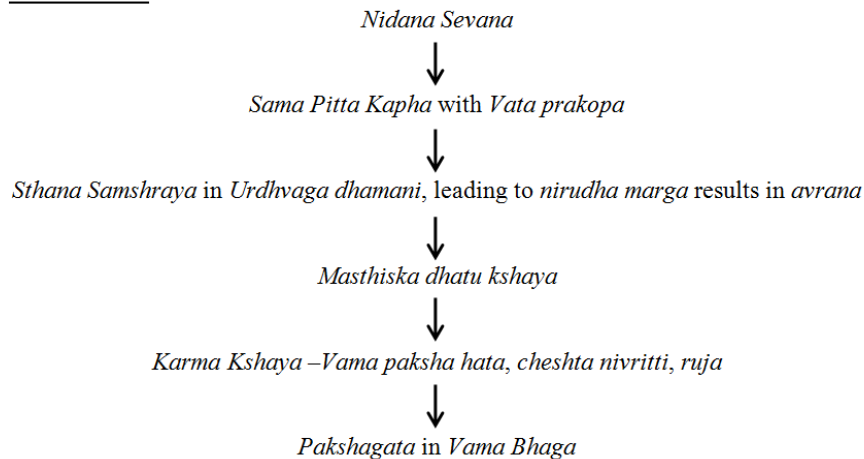 Nidana Sevana
Sama Pitta Kapha with Vata prakopa
Sthana Samshraya in Urdhvaga dhamani, leading to nirudha marga results in avrana
Masthiska dhatu kshaya
Karma Kshaya –Vama paksha hata, cheshta nivritti, ruja
Pakshagata in Vama Bhaga